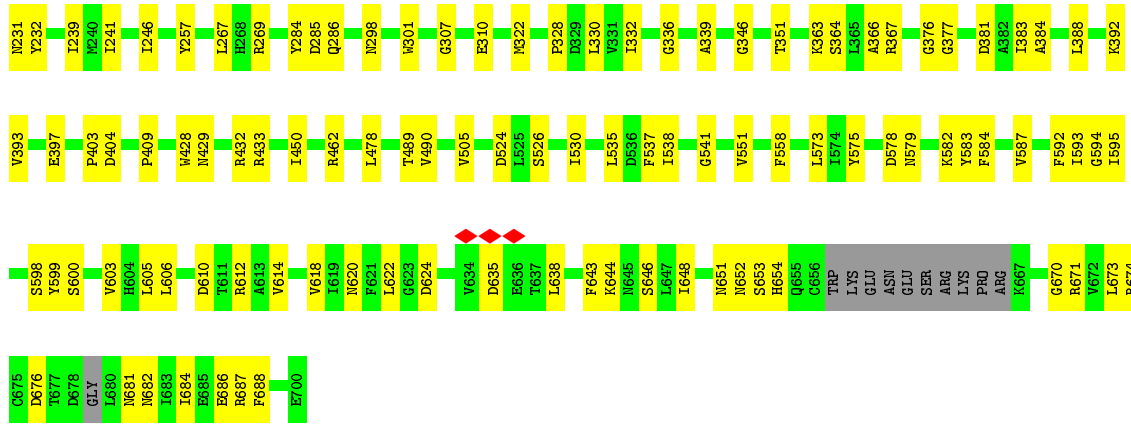 N231 Y232 I239 M240 I241 I246 Y257 L267 H268 R269 Y284 D285 Q286 N298 W301 G307 E310 M322 P328 D329 L330 V331 I332 G336 A339 G346 T351 K363 S364 L365 A366 R367 G376 G377 D381 A382 I383 A384 L388 K392
V393 E397 P403 D404 P409 W428 N429 R432 R433 I450 R462 L478 T489 V490 V505 D524 L525 S526 I530 L535 D536 F537 I538 G541 V551 F558 L573 I574 Y575 D578 N579 K582 Y583 F584 V587 F592 I593 G594 I595
S598 Y599 S600 V603 H604 L605 L606 D610 T611 R612 A613 V614 V618 I619 N620 F621 L622 G623 D624 V634 D635 E636 T637 L638 F643 K644 N645 S646 L647 I648 N651 N652 S653 H654 Q655 C656 TRP LYS GLU ASN GLU SER ARG LYS PRO ARG K667 G670 R671 V672 L673
C675 D676 T677 D678 GLY L680 N681 N682 I683 I684 E685 E686 R687 F688 E700